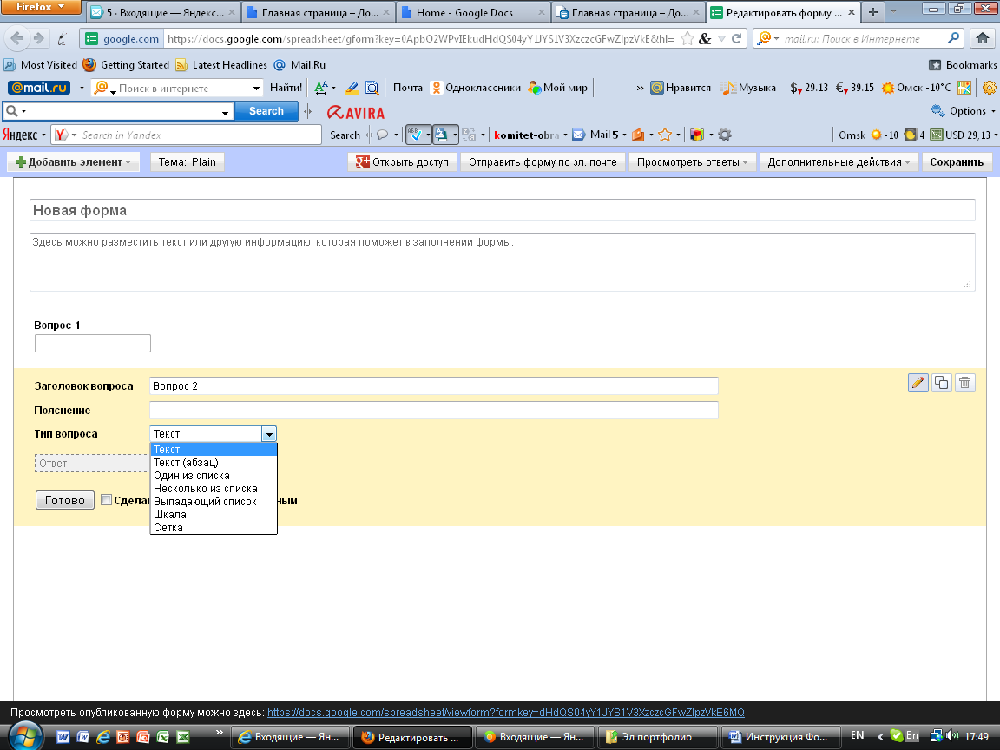 Firefox
5 · Входящие — Яндекс...
Главная страница – До...
Home - Google Docs
Главная страница – До...
Редактировать форму ...
google.com
https://docs.google.com/spreadsheet/gform?key=
mail.ru: Поиск в Интернете
Most Visited Getting Started Latest Headlines Mail.Ru Bookmarks
@mail.ru Поиск в интернете Найти! Почта Одноклассники Мой мир » Нравится Музыка $ 29.13 € 39.15 Омск -10°C
Search AVIRA Options
Яндекс Search in Yandex Search komitet-obra Mail 5 Omsk -10 4 USD 29,13
Добавить элемент Тема: Plain Открыть доступ Отправить форму по эл. почте Просмотреть ответы Дополнительные действия Сохранить
Новая форма
Здесь можно разместить текст или другую информацию, которая поможет в заполнении формы.
Вопрос 1
Заголовок вопроса Вопрос 2
Пояснение
Тип вопроса Текст
Текст
Ответ Текст (абзац)
Один из списка
Несколько из списка
Готово Сдела ным Выпадающий список
Шкала
Сетка
Просмотреть опубликованную форму можно здесь: https://docs.google.com/spreadsheet/viewform?formkey=dHdQS04yY1JYS1V3XzczcGFwZlpzVkE6MQ
» Входящие — Ян... Редактировать ... Входящие — Ян... Эл портфолио Инструкция Фо... EN < En 17:49